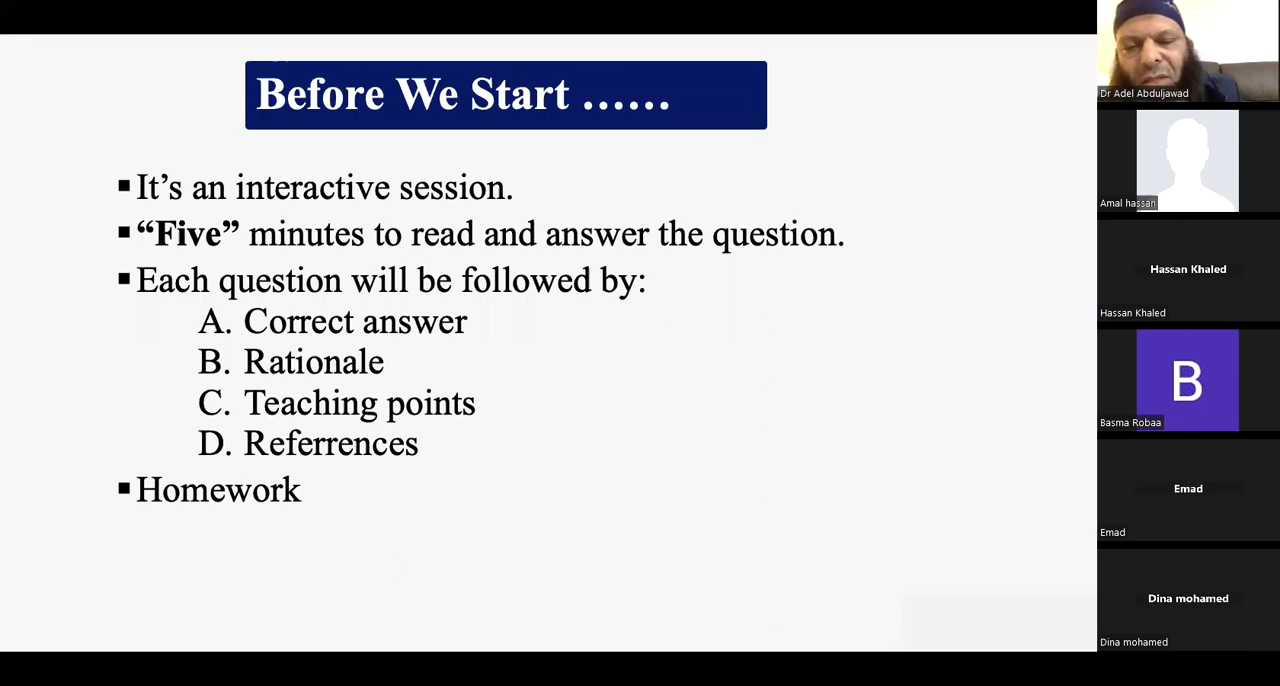 Before We Start ......
▪ It's an interactive session.
▪ “Five” minutes to read and answer the question.
▪ Each question will be followed by:
A. Correct answer
B. Rationale
C. Teaching points
D. Referrences
▪ Homework
Dr Adel Abduljawad
Amal hassan
Hassan Khaled
Hassan Khaled
B
Basma Robaa
Emad
Emad
Dina mohamed
Dina mohamed